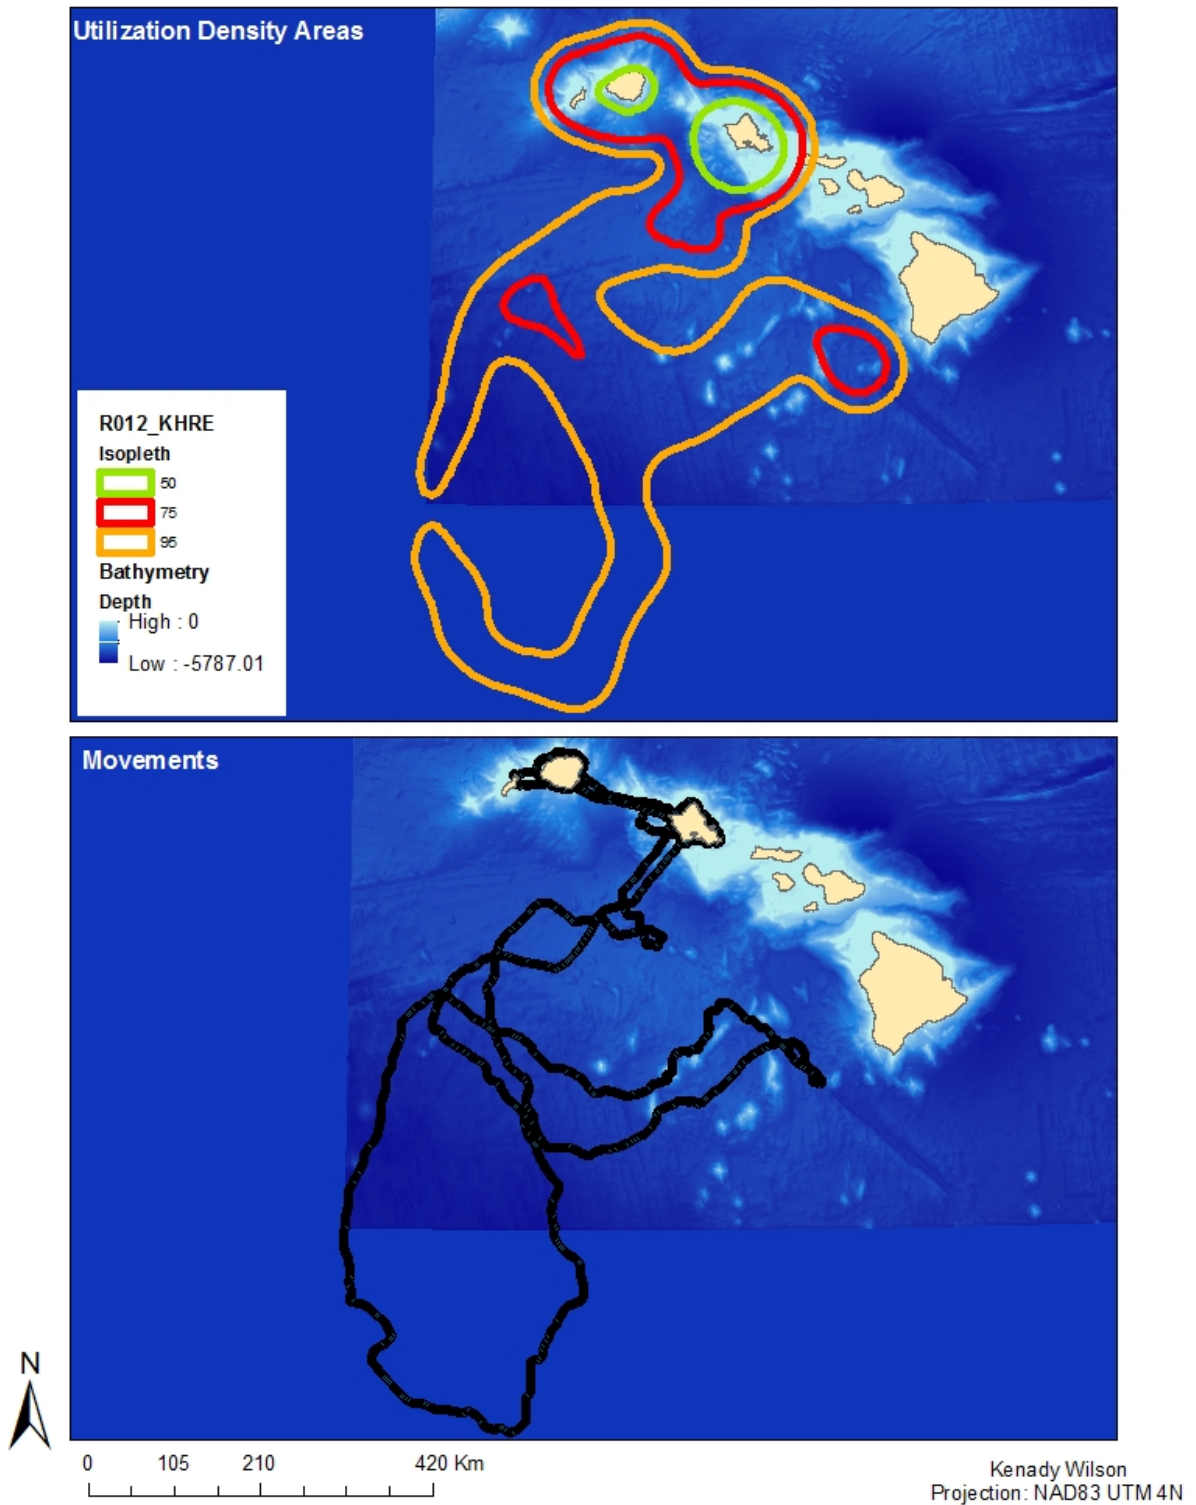 Utilization Density Areas
R012_KHRE
Isopleth
50
75
95
Bathymetry
Depth
High : 0
Low : -5787.01
Movements
N
0 105 210 420 Km
Kenady Wilson
Projection: NAD83 UTM 4N